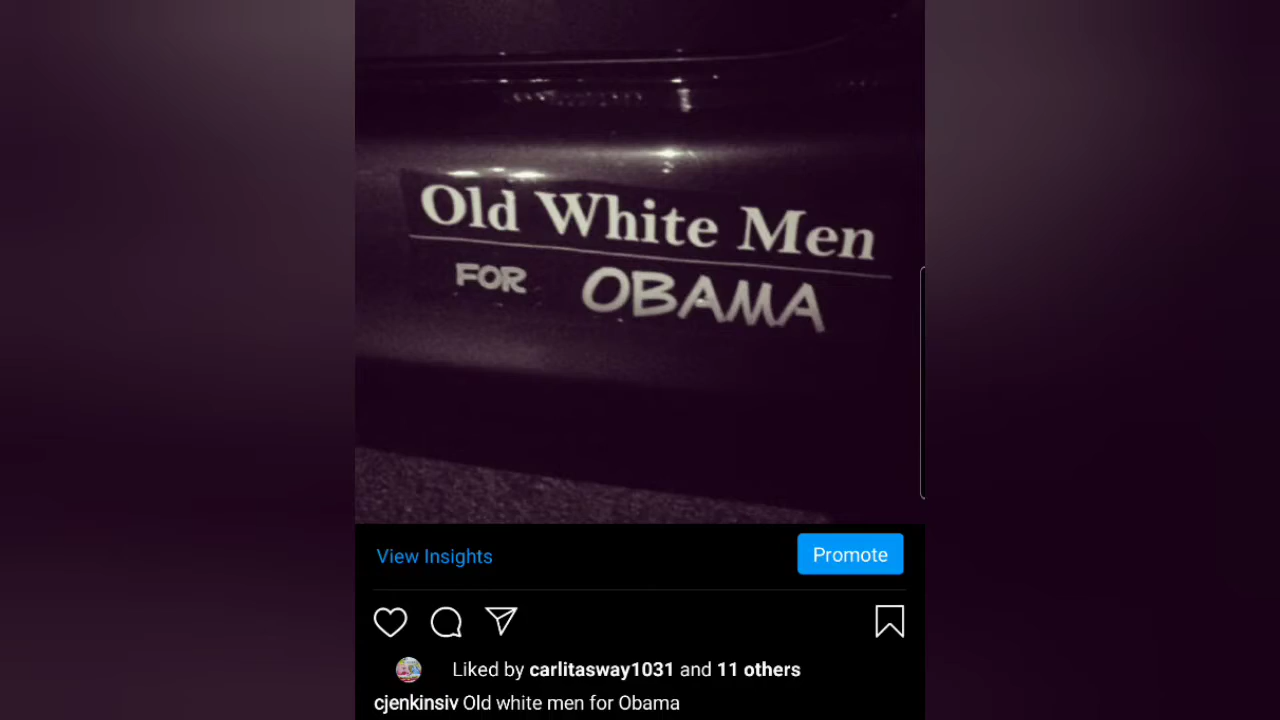 Old White Men
FOR OBAMA
View Insights
Promote
Liked by carlitasway1031 and 11 others
cjenkinsiv Old white men for Obama